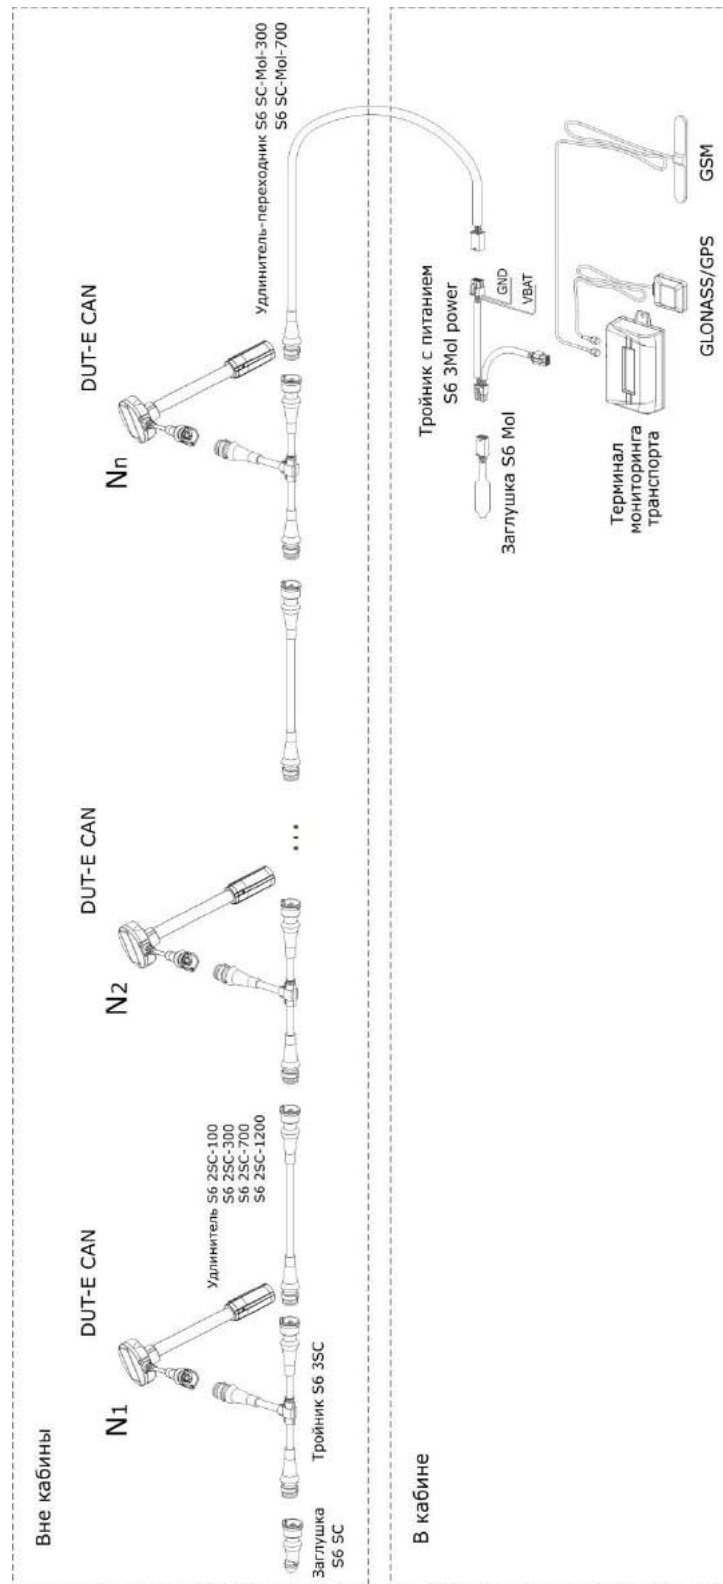 Вне кабины
DUT-E CAN
DUT-E CAN
DUT-E CAN
N1
N2
Nn
Удлинитель S6 2SC-100
S6 2SC-300
S6 2SC-700
S6 2SC-1200
Удлинитель-переходник S6 SC-Mol-300
S6 SC-Mol-700
...
Заглушка
S6 SC
Тройник S6 3SC
В кабине
Тройник с питанием
S6 3Mol power
GND
VBAT
Заглушка S6 Mol
Терминал
мониторинга
транспорта
GLONASS/GPS
GSM